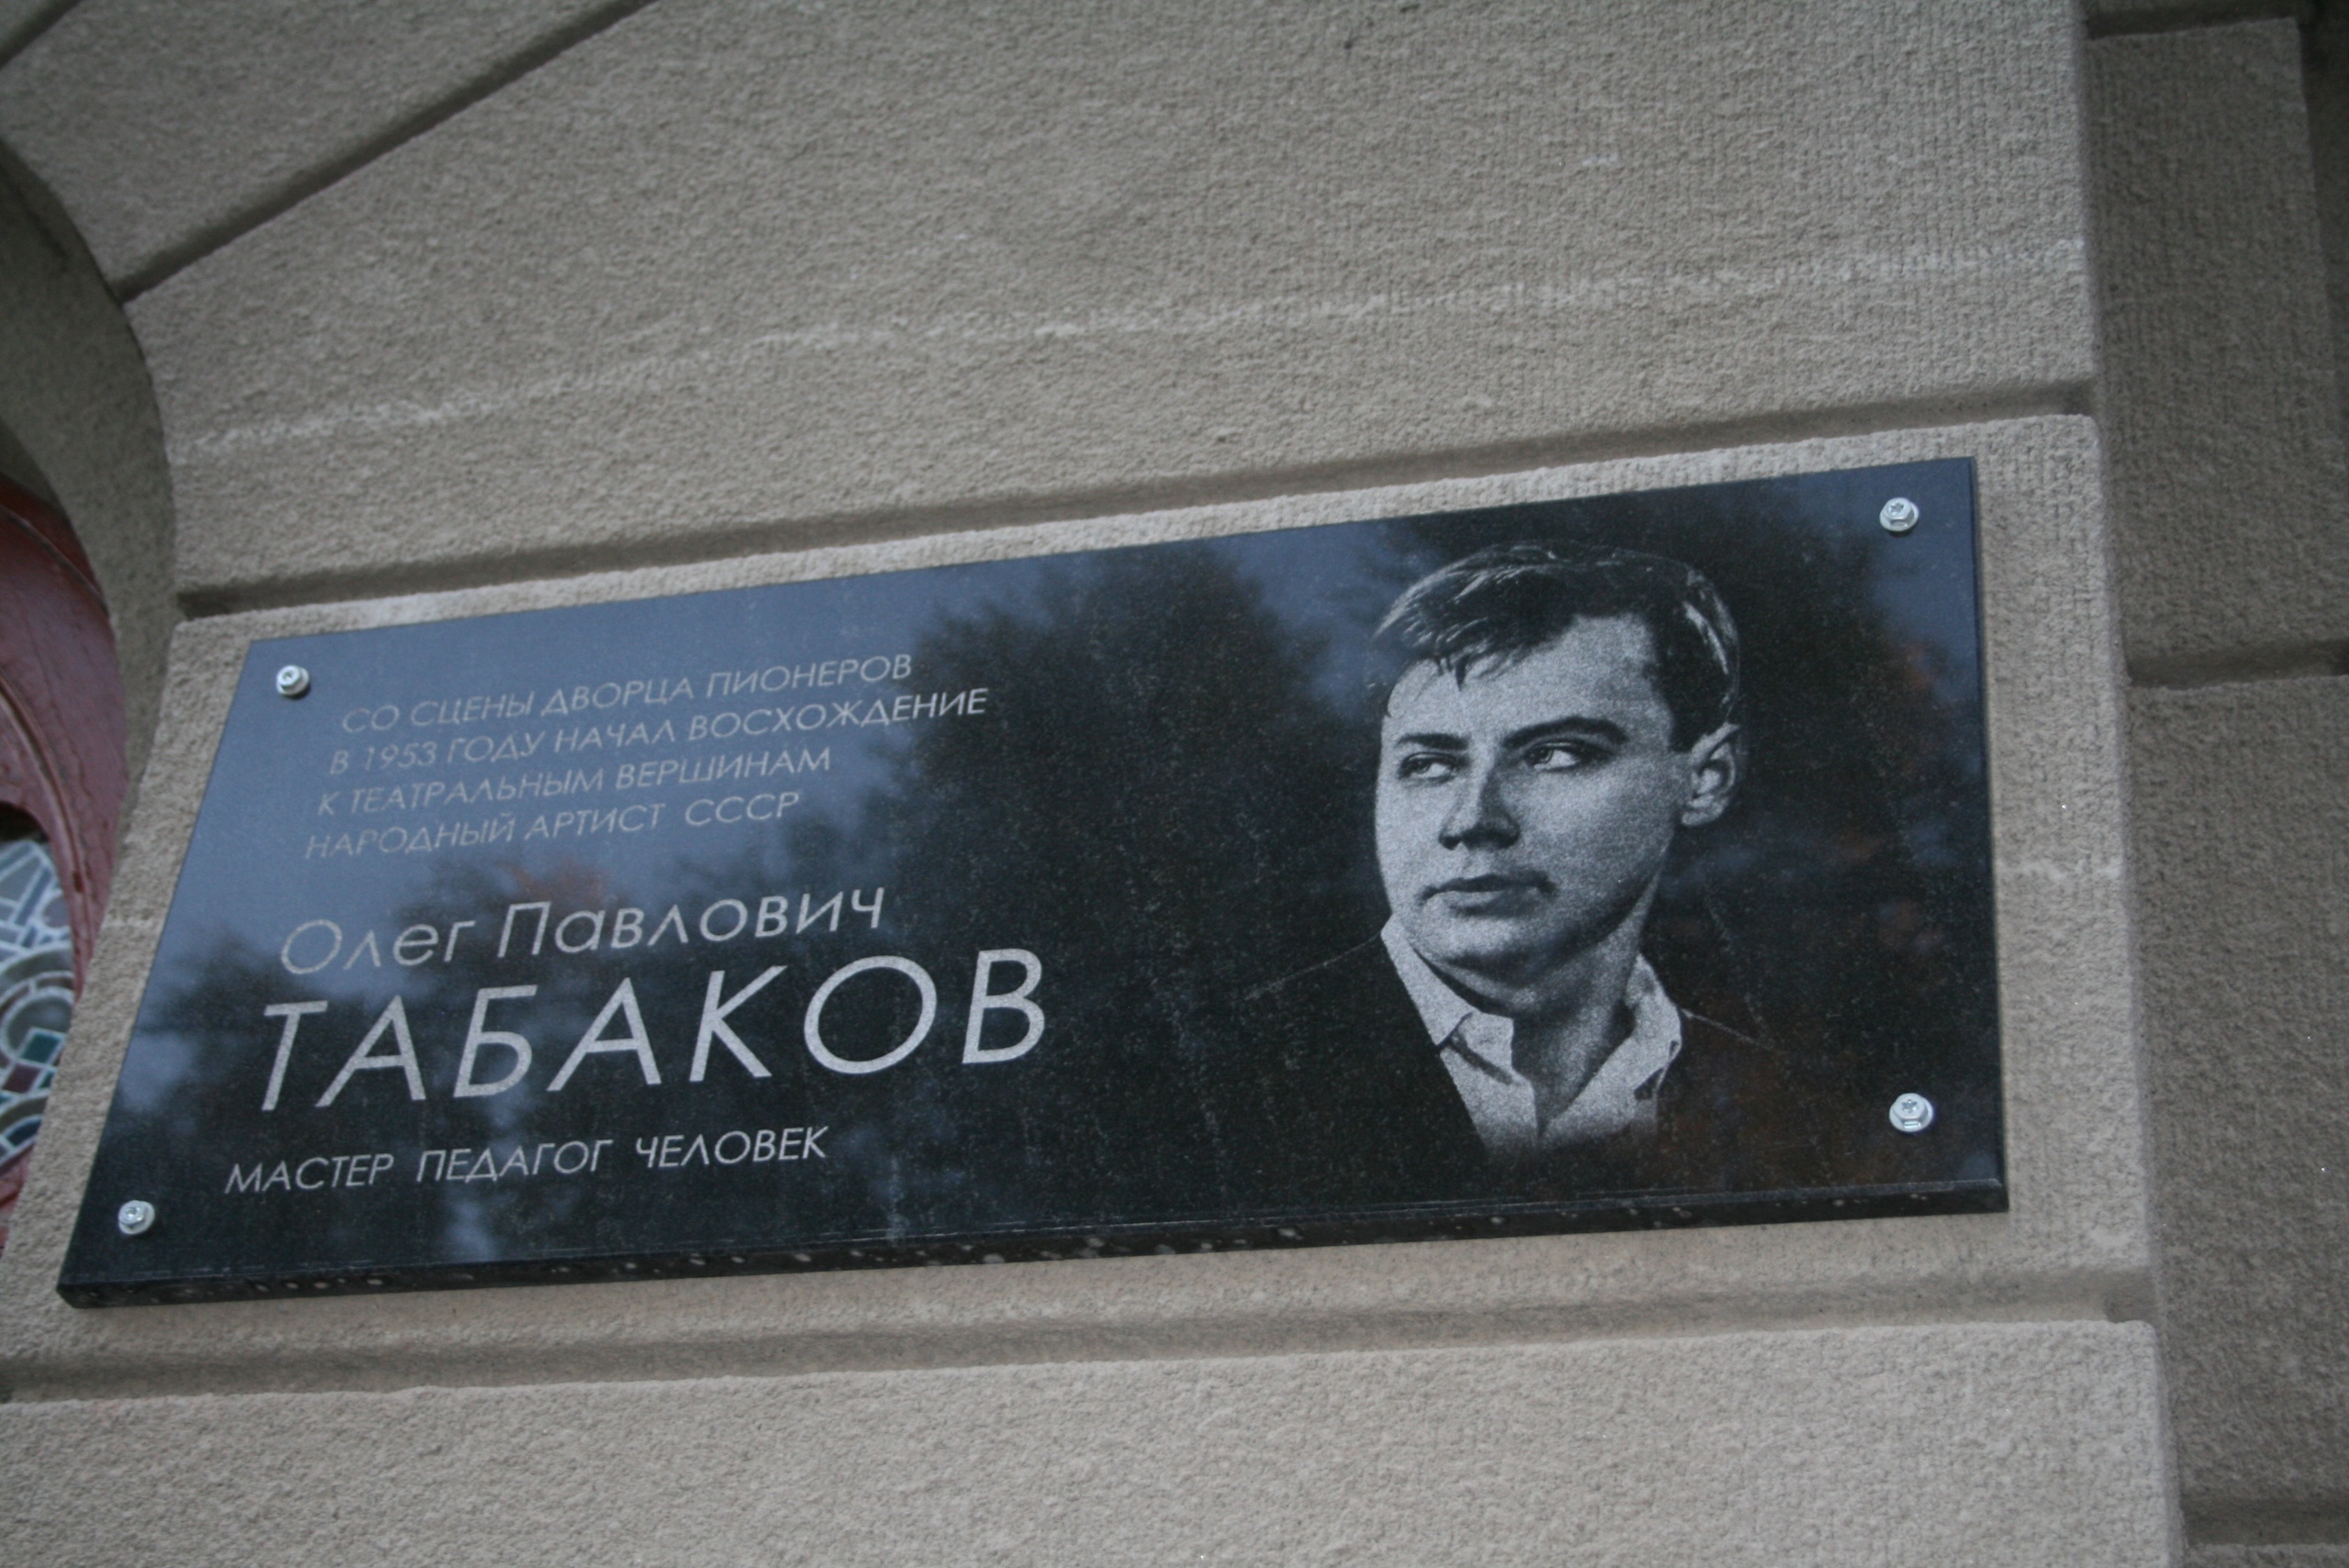 СО СЦЕНЫ ДВОРЦА ПИОНЕРОВ
В 1953 ГОДУ НАЧАЛ ВОСХОЖДЕНИЕ
К ТЕАТРАЛЬНЫМ ВЕРШИНАМ
НАРОДНЫЙ АРТИСТ СССР
Олег Павлович
ТАБАКОВ
МАСТЕР ПЕДАГОГ ЧЕЛОВЕК